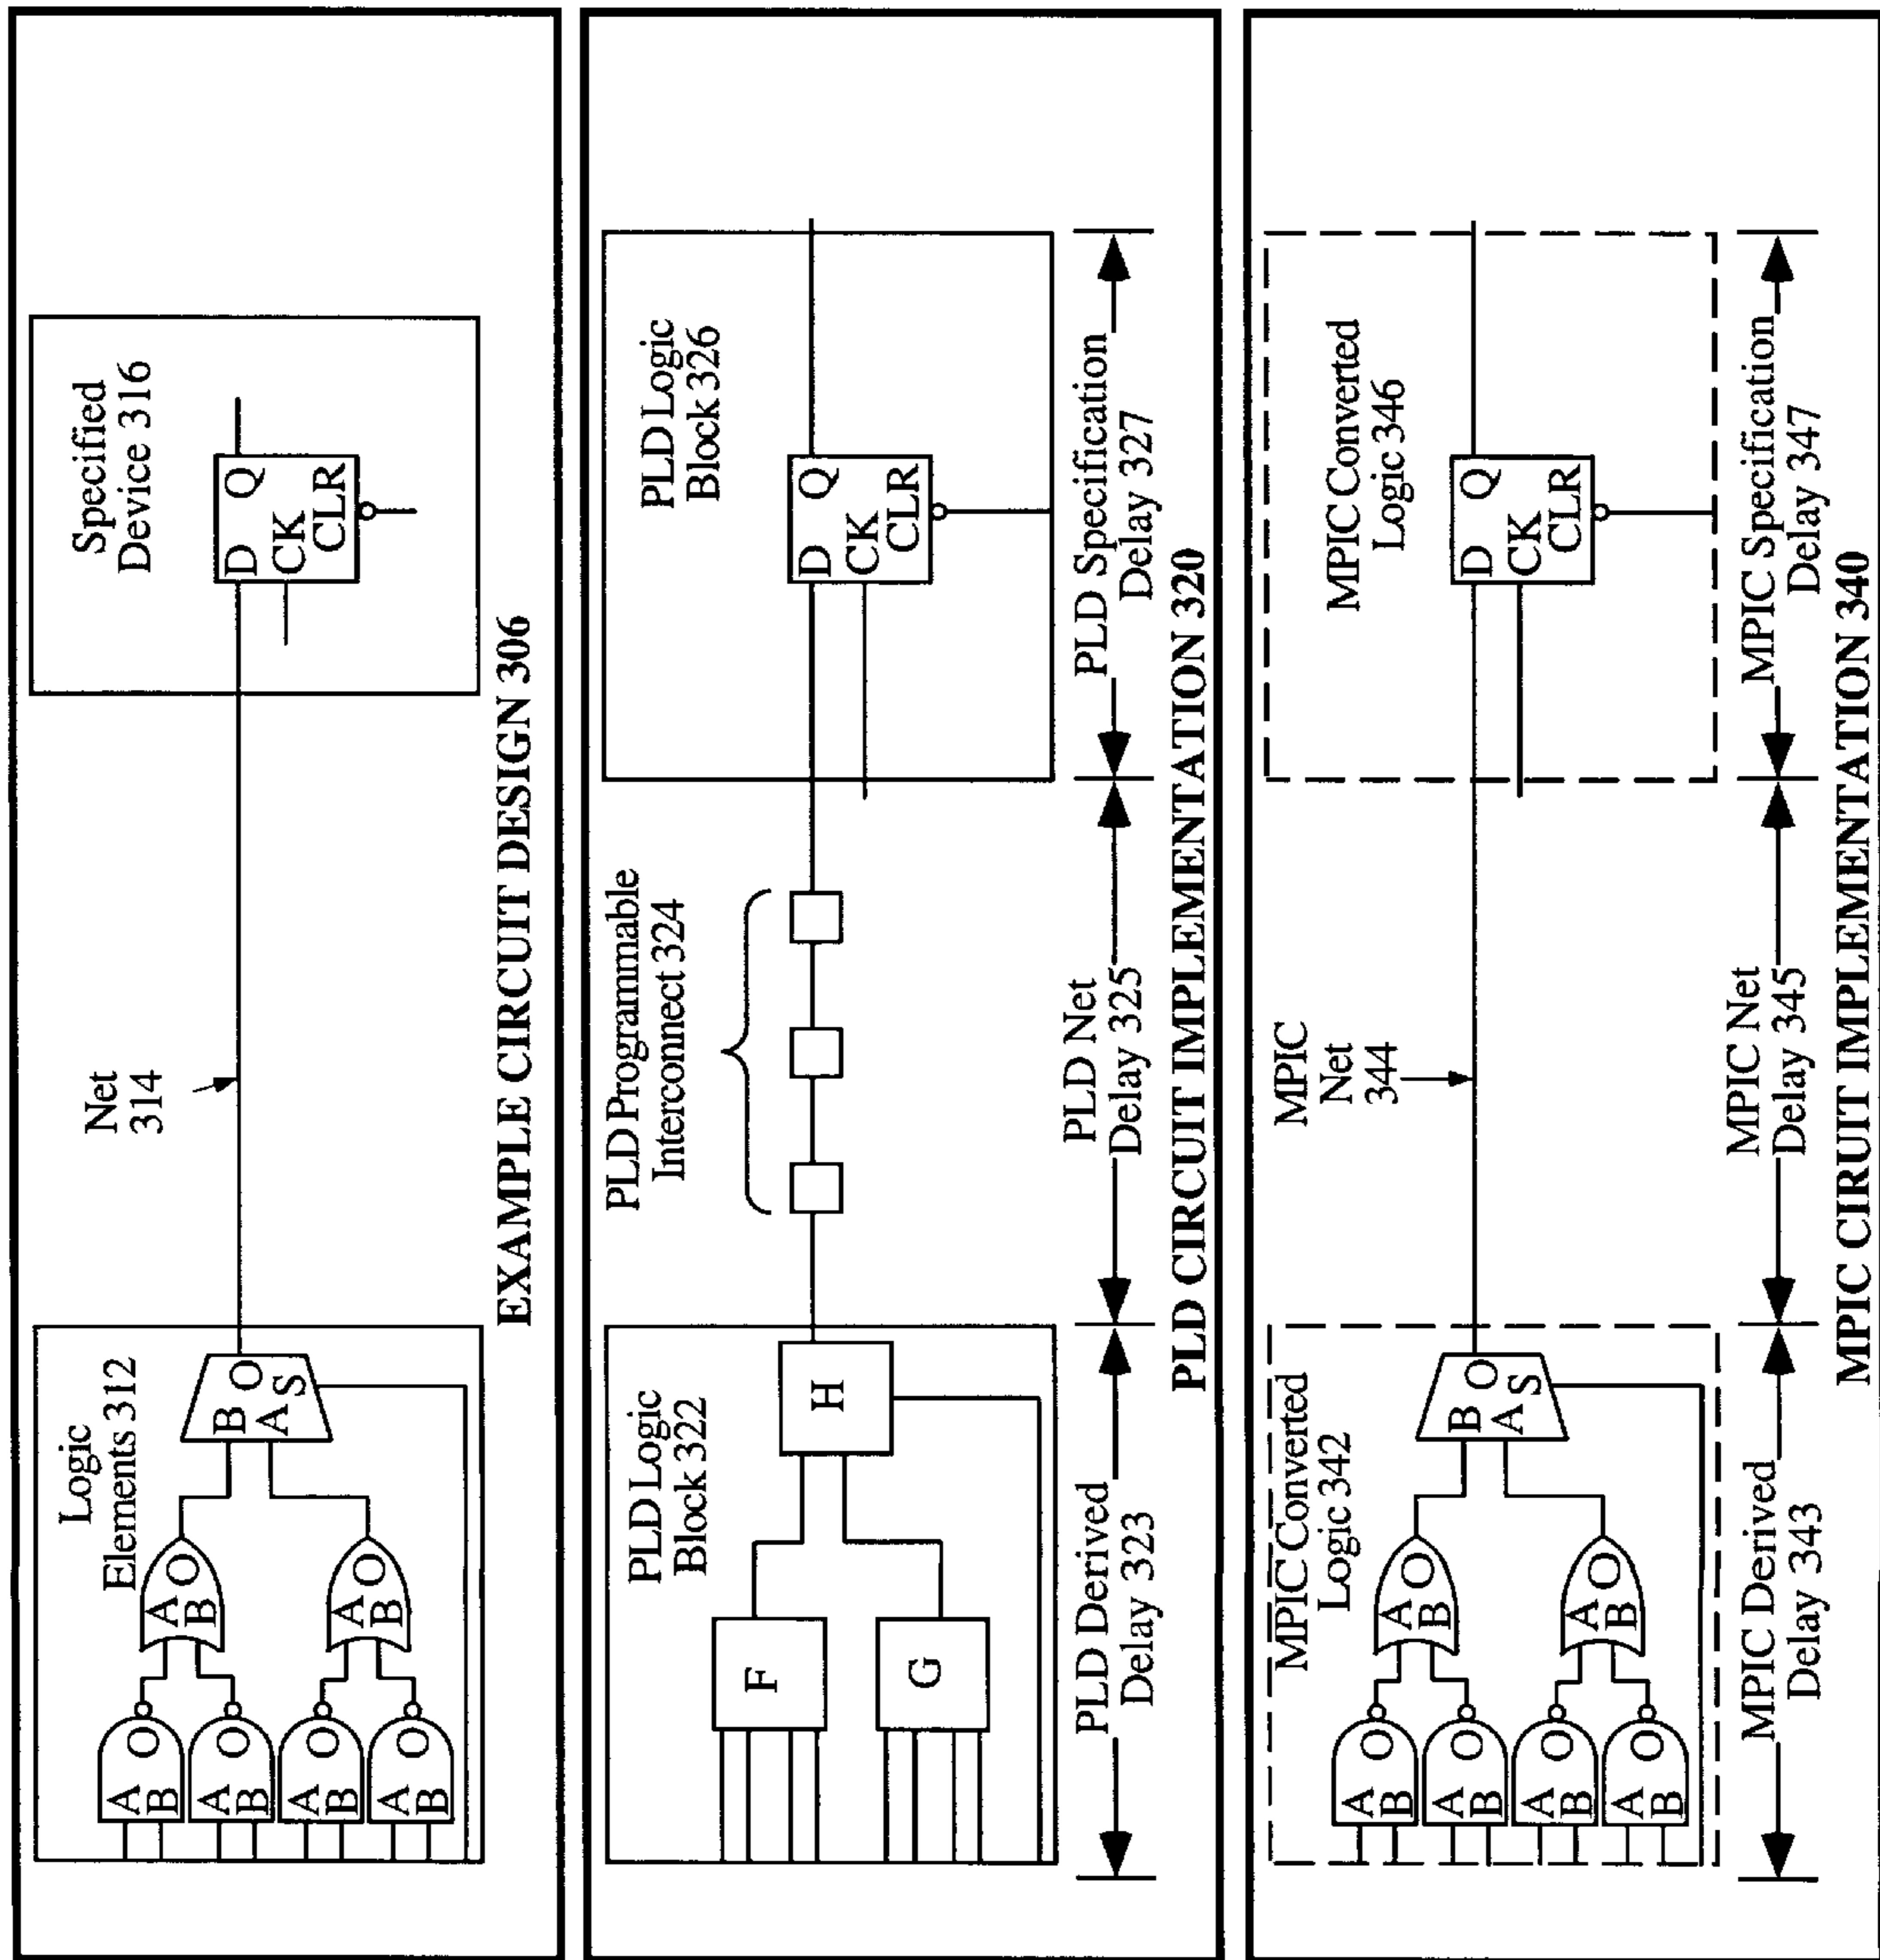 Logic
Elements 312
A
B
O
A
B
O
A
B
O
A
B
O
A
B
O
A
B
O
B
A
O
S
Net
314
Specified
Device 316
D Q
CK
CLR
EXAMPLE CIRCUIT DESIGN 306
PLD Logic
Block 322
F
G
H
PLD Programmable
Interconnect 324
PLD Logic
Block 326
D Q
CK
CLR
PLD Derived
Delay 323
PLD Net
Delay 325
PLD Specification
Delay 327
PLD CIRCUIT IMPLEMENTATION 320
MPIC Converted
Logic 342
A
B
O
A
B
O
A
B
O
A
B
O
A
B
O
A
B
O
B
A
O
S
MPIC
Net
344
MPIC Converted
Logic 346
D Q
CK
CLR
MPIC Derived
Delay 343
MPIC Net
Delay 345
MPIC Specification
Delay 347
MPIC CIRUIT IMPLEMENTATION 340